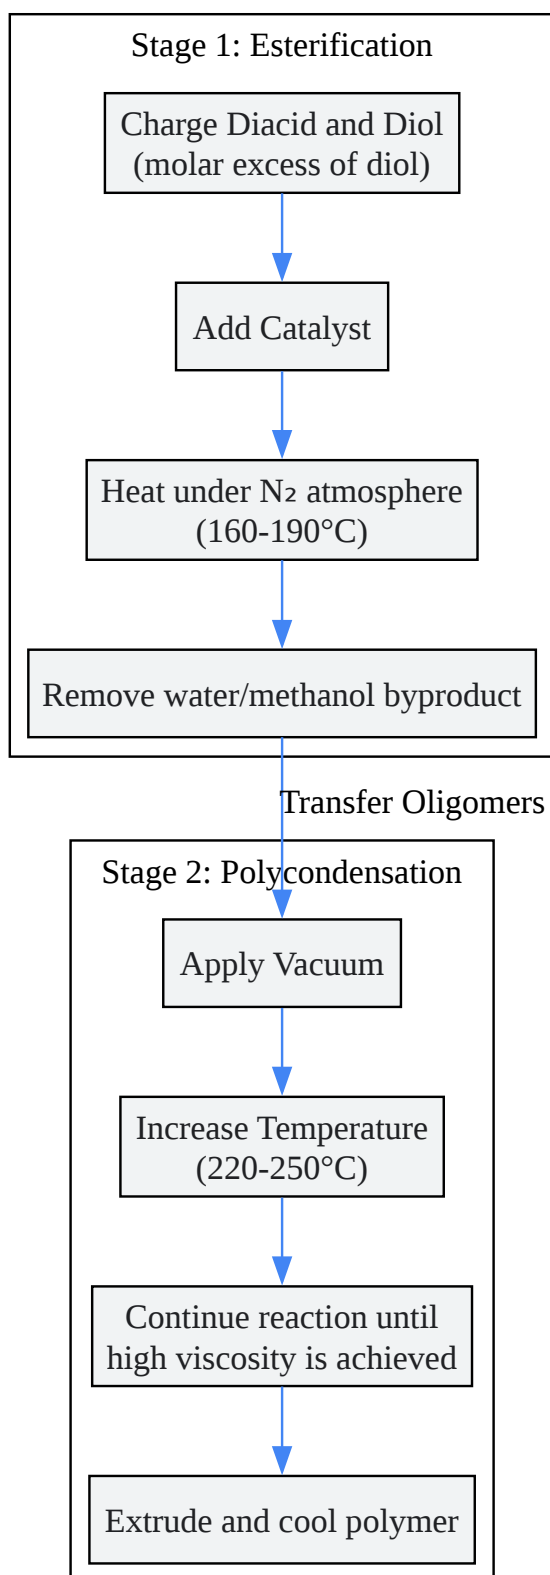 Stage 1: Esterification
Charge Diacid and Diol
(molar excess of diol)
Add Catalyst
Heat under N₂ atmosphere
(160-190°C)
Remove water/methanol byproduct
Transfer Oligomers
Stage 2: Polycondensation
Apply Vacuum
Increase Temperature
(220-250°C)
Continue reaction until
high viscosity is achieved
Extrude and cool polymer